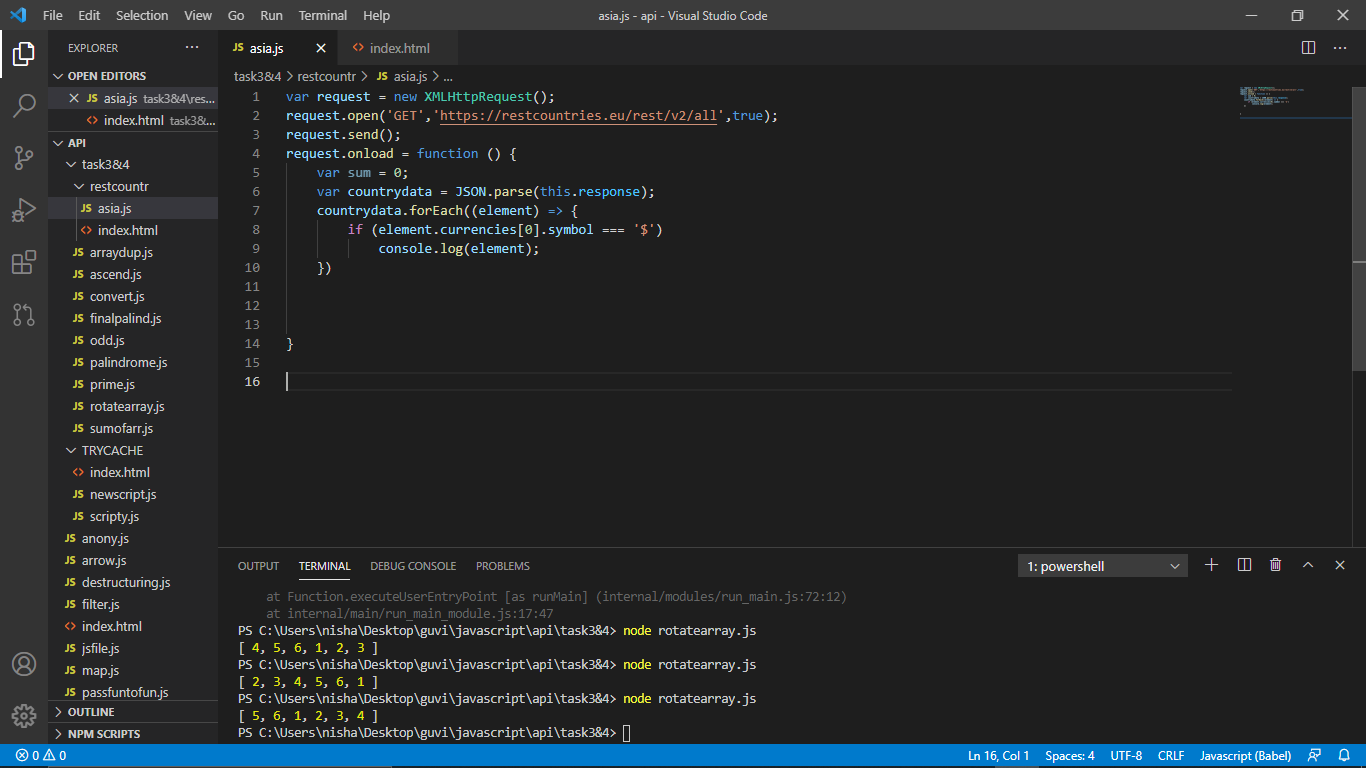 File Edit Selection View Go Run Terminal Help asia.js - api - Visual Studio Code
EXPLORER ...
OPEN EDITORS
JS asia.js task3&4\res...
<> index.html task3&...
API
task3&4
restcountr
JS asia.js
<> index.html
JS arraydup.js
JS ascend.js
JS convert.js
JS finalpalind.js
JS odd.js
JS palindrome.js
JS prime.js
JS rotatearray.js
JS sumofarr.js
TRYCACHE
<> index.html
JS newscript.js
JS scripty.js
JS anony.js
JS arrow.js
JS destructuring.js
JS filter.js
<> index.html
JS jsfile.js
JS map.js
JS passfuntofun.js
OUTLINE
NPM SCRIPTS
JS asia.js <> index.html ...
task3&4 > restcountr > JS asia.js > ...
1 var request = new XMLHttpRequest();
2 request.open('GET','https://restcountries.eu/rest/v2/all',true);
3 request.send();
4 request.onload = function () {
5 var sum = 0;
6 var countrydata = JSON.parse(this.response);
7 countrydata.forEach((element) => {
8 if (element.currencies[0].symbol === '$')
9 console.log(element);
10 })
11
12
13
14 }
15
16
OUTPUT TERMINAL DEBUG CONSOLE PROBLEMS 1: powershell
at Function.executeUserEntryPoint [as runMain] (internal/modules/run_main.js:72:12)
at internal/main/run_main_module.js:17:47
PS C:\Users\nisha\Desktop\guvi\javascript\api\task3&4> node rotatearray.js
[ 4, 5, 6, 1, 2, 3 ]
PS C:\Users\nisha\Desktop\guvi\javascript\api\task3&4> node rotatearray.js
[ 2, 3, 4, 5, 6, 1 ]
PS C:\Users\nisha\Desktop\guvi\javascript\api\task3&4> node rotatearray.js
[ 5, 6, 1, 2, 3, 4 ]
PS C:\Users\nisha\Desktop\guvi\javascript\api\task3&4>
0 0 Ln 16, Col 1 Spaces: 4 UTF-8 CRLF Javascript (Babel)